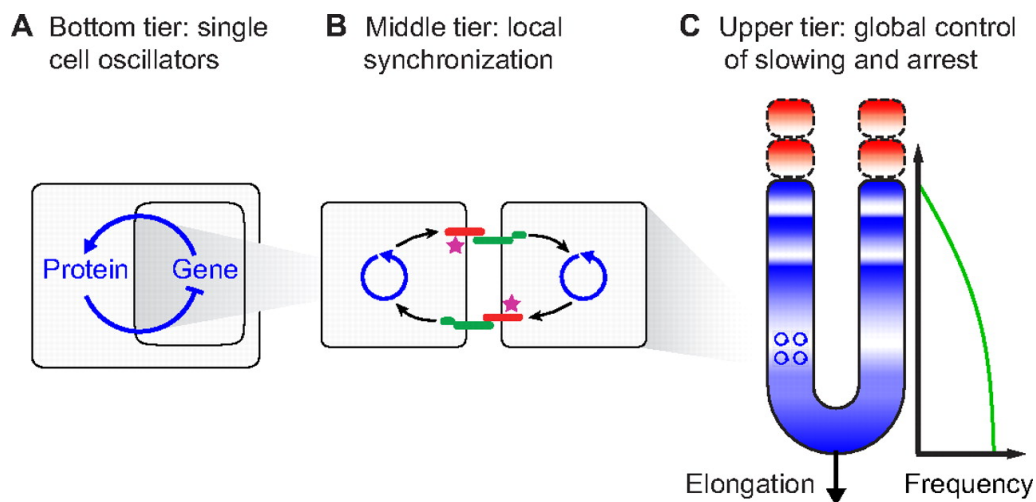 A Bottom tier: single
cell oscillators
B Middle tier: local
synchronization
C Upper tier: global control
of slowing and arrest
Protein
Gene
Elongation
Frequency